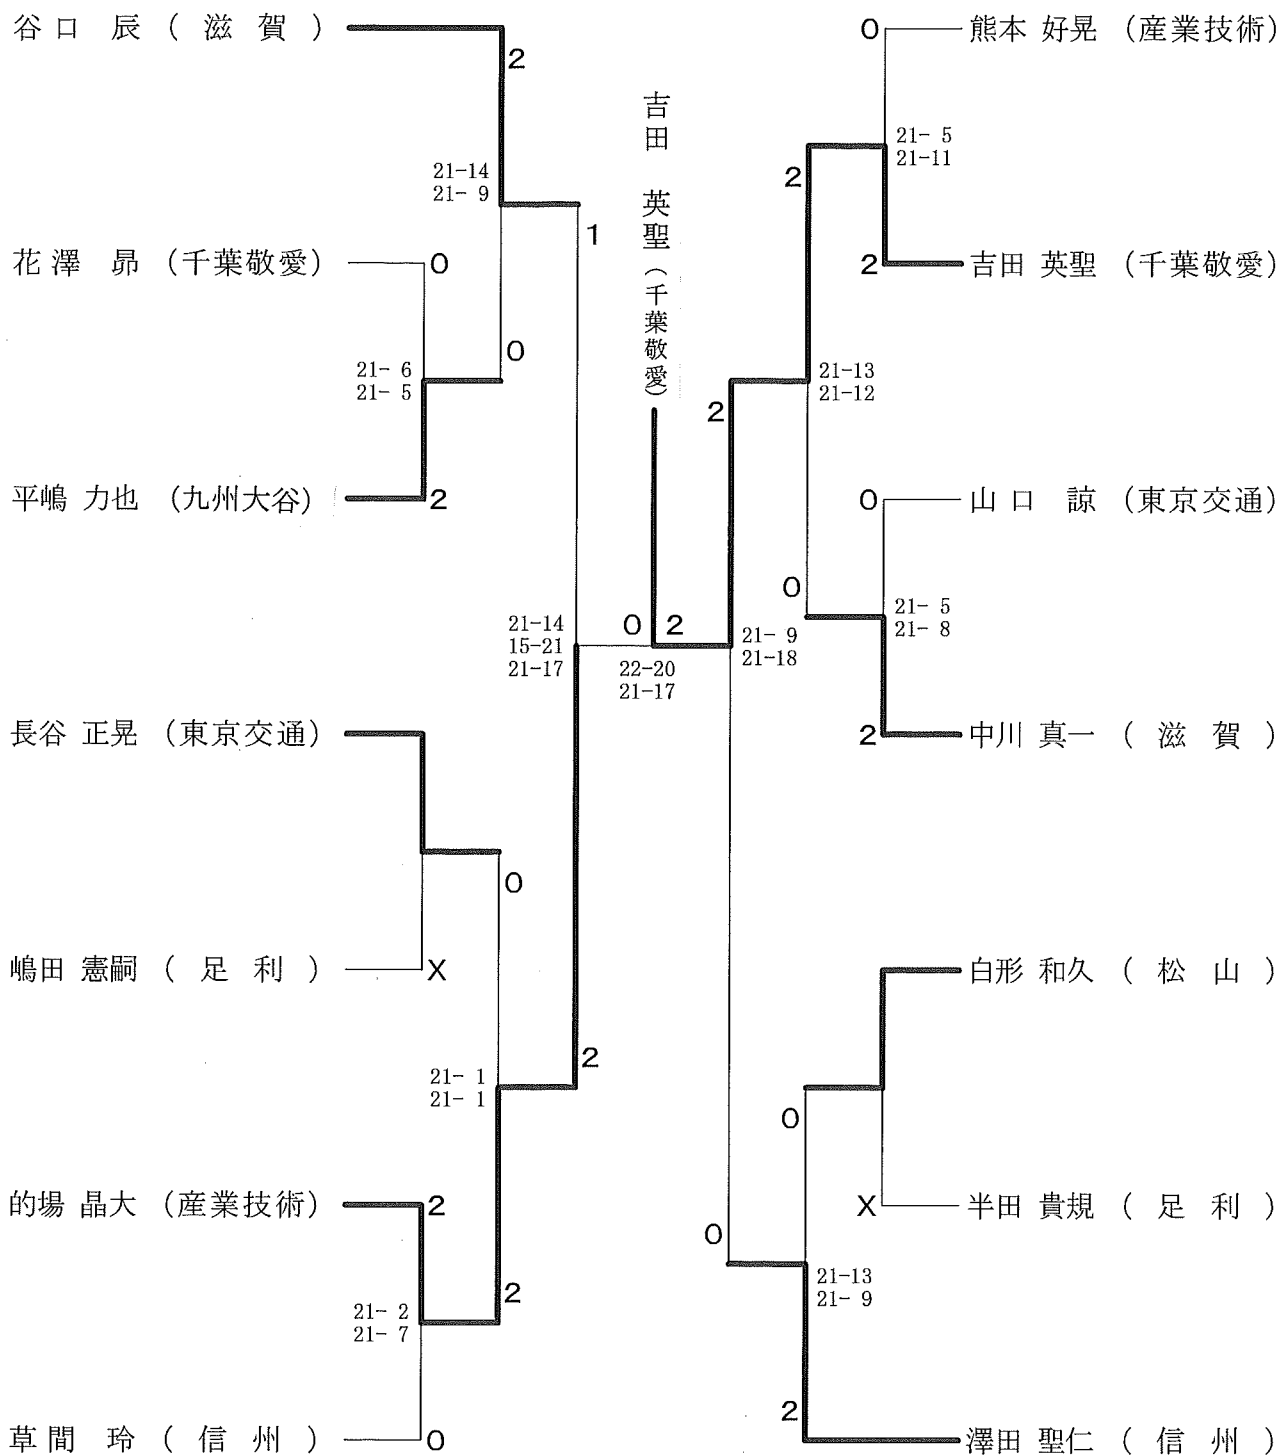 谷口 辰 ( 滋賀 )
2
21-14
21- 9
1
花澤 昴 (千葉敬愛)
0
0
21- 6
21- 5
平嶋 力也 (九州大谷)
2
21-14
15-21
21-17
長谷 正晃 (東京交通)
0
嶋田 憲嗣 ( 足利 )
X
21- 1
21- 1
2
的場 晶大 (産業技術)
2
21- 2
21- 7
2
草間 玲 ( 信州 )
0
吉田 英聖 (千葉敬愛)
0 2
22-20
21-17
0
熊本 好晃 (産業技術)
21- 5
21-11
2
2
吉田 英聖 (千葉敬愛)
21-13
21-12
2
0
山口 諒 (東京交通)
0
21- 5
21- 8
21- 9
21-18
2
中川 真一 ( 滋賀 )
白形 和久 ( 松山 )
0
X
半田 貴規 ( 足利 )
0
21-13
21- 9
2
澤田 聖仁 ( 信州 )